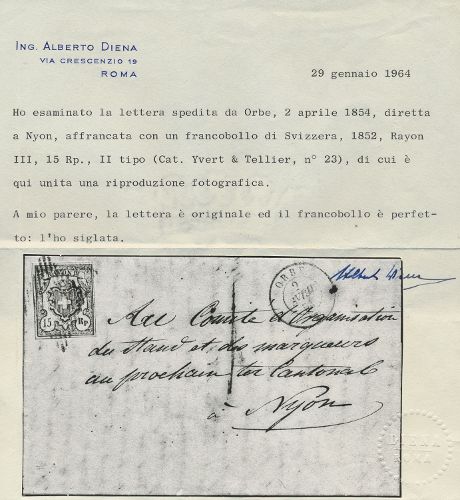 ING. ALBERTO DIENA
VIA CRESCENZIO 19
ROMA
29 gennaio 1964
Ho esaminato la lettera spedita da Orbe, 2 aprile 1854, diretta
a Nyon, affrancata con un francobollo di Svizzera, 1852, Rayon
III, 15 Rp., II tipo (Cat. Yvert & Tellier, n° 23), di cui è
qui unita una riproduzione fotografica.
A mio parere, la lettera è originale ed il francobollo è perfet-
to: l'ho siglata.
ORBE
15 Rp
Au Comité d'Organisation
du Stand et des marqueurs
au prochain tir Cantonal
à Nyon
DIENA